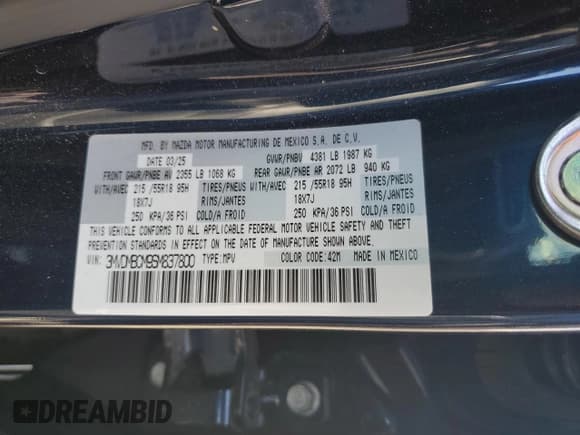 MFD. BY MAZDA MOTOR MANUFACTURING DE MEXICO S.A. DE C.V.
DATE 03/25 GVWR/PNBV 4381 LB 1987 KG
FRONT GAWR/PNBE AV 2355 LB 1068 KG REAR GAWR/PNBE AR 2072 LB 940 KG
WITH/AVEC 215 /55R18 95H TIRES/PNEUS WITH/AVEC 215 /55R18 95H TIRES/PNEUS
18X7J RIMS/JANTES 18X7J RIMS/JANTES
250 KPA/36 PSI COLD/A FROID 250 KPA/36 PSI COLD/A FROID
THIS VEHICLE CONFORMS TO ALL APPLICABLE FEDERAL MOTOR VEHICLE SAFETY AND THEFT
PREVENTION STANDARDS IN EFFECT ON THE DATE OF MANUFACTURE SHOWN ABOVE.
VIN: 3MVDMBCM9SM837800 TYPE:MPV COLOR CODE:42M MADE IN MEXICO
DREAMBID